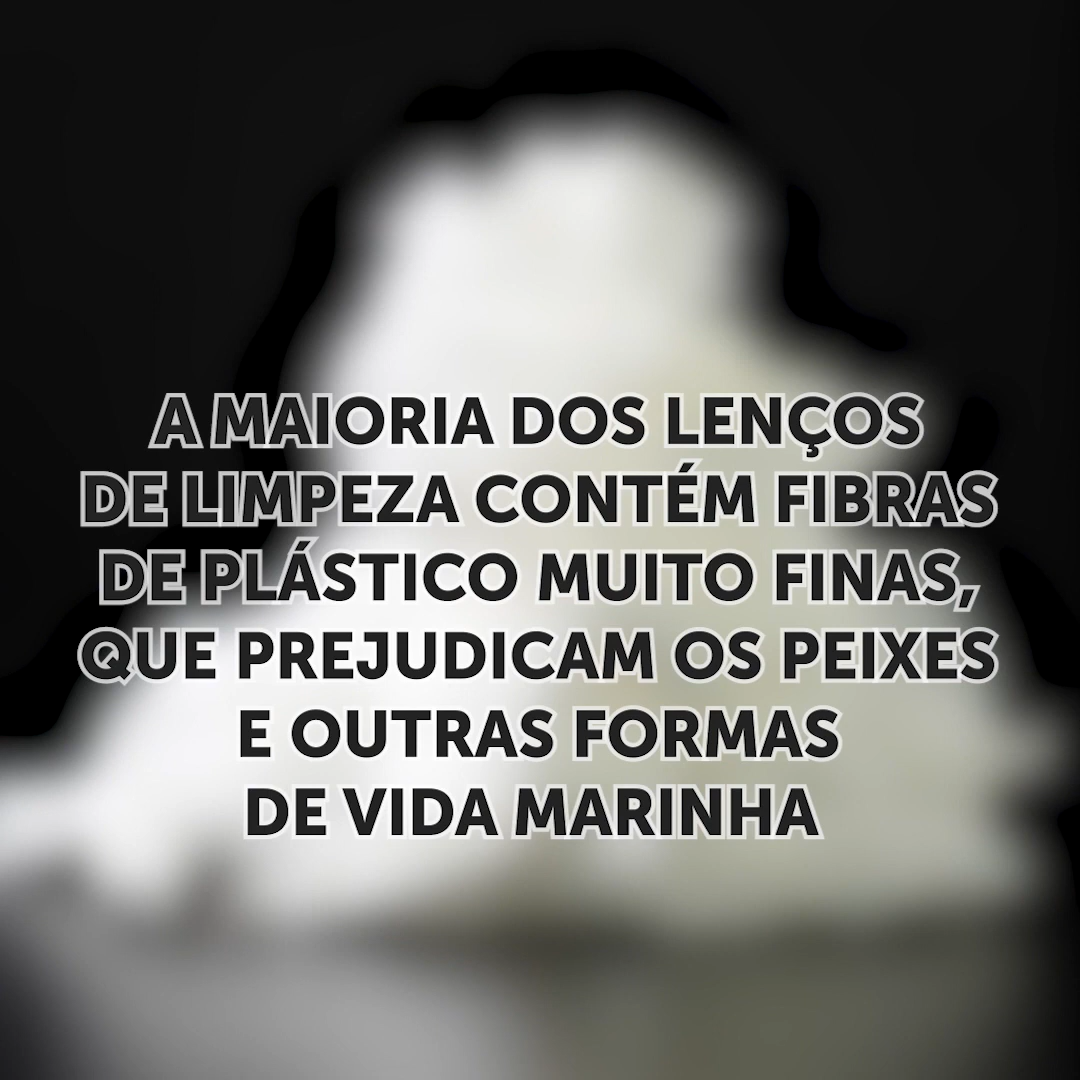 A MAIORIA DOS LENÇOS
DE LIMPEZA CONTÉM FIBRAS
DE PLÁSTICO MUITO FINAS,
QUE PREJUDICAM OS PEIXES
E OUTRAS FORMAS
DE VIDA MARINHA